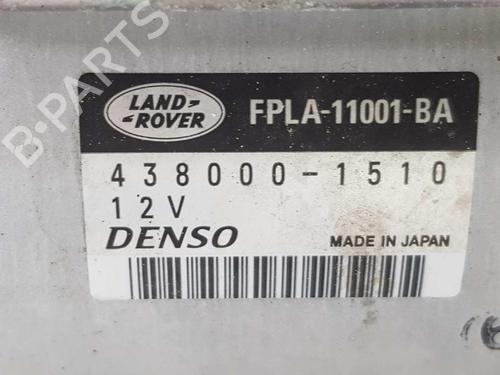 B-PARTS
LAND-
-ROVER
FPLA-11001-BA
438000-1510
12V
DENSO
MADE IN JAPAN